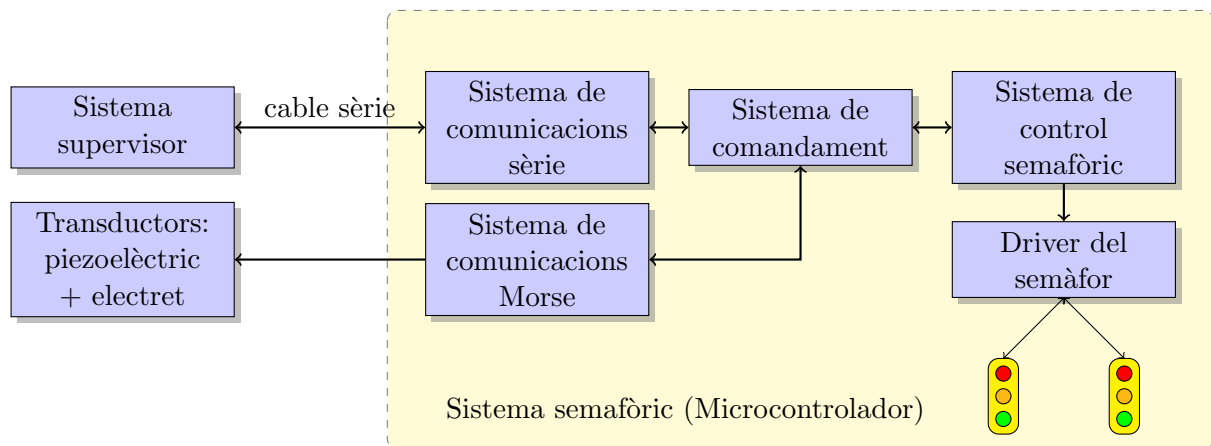 Sistema
supervisor
cable sèrie
Sistema de
comunicacions
sèrie
Sistema de
comandament
Sistema de
control
semafòric
Transductors:
piezoelèctric
+ electret
Sistema de
comunicacions
Morse
Driver del
semàfor
Sistema semafòric (Microcontrolador)